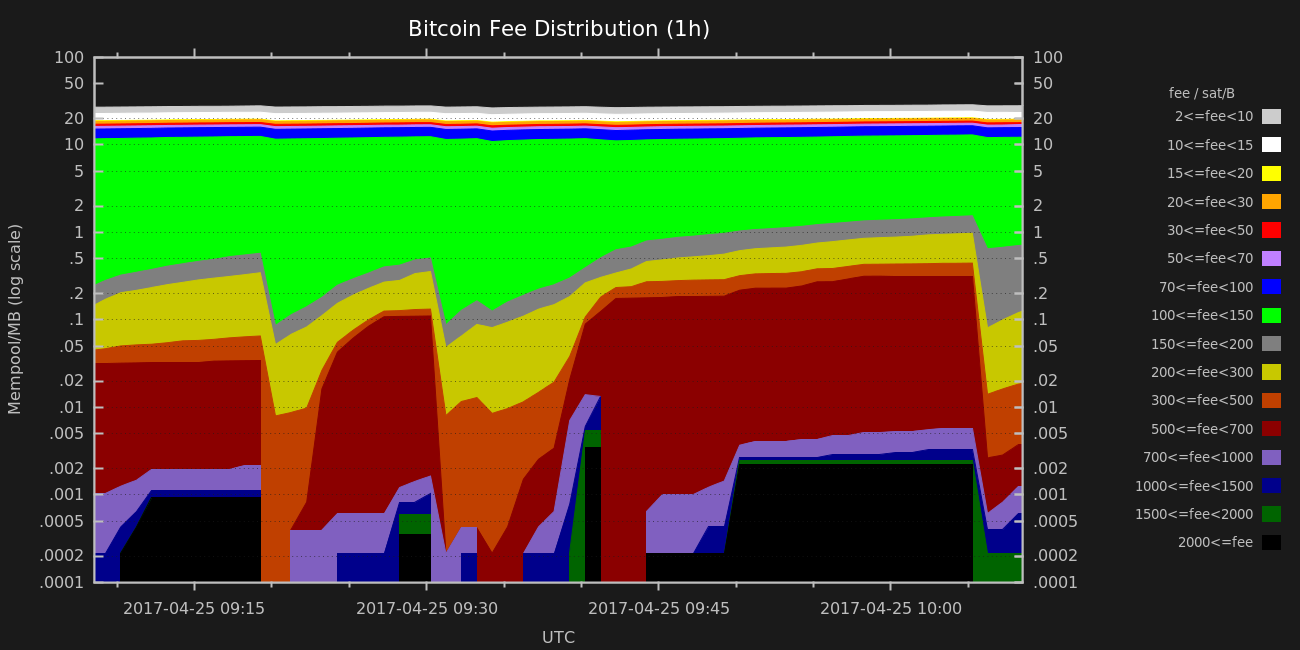 Bitcoin Fee Distribution (1h)
100
50
20
10
5
2
1
.5
.2
.1
.05
.02
.01
.005
.002
.001
.0005
.0002
.0001
Mempool/MB (log scale)
100
50
20
10
5
2
1
.5
.2
.1
.05
.02
.01
.005
.002
.001
.0005
.0002
.0001
2017-04-25 09:15
2017-04-25 09:30
2017-04-25 09:45
2017-04-25 10:00
UTC
fee / sat/B
2<=fee<10
10<=fee<15
15<=fee<20
20<=fee<30
30<=fee<50
50<=fee<70
70<=fee<100
100<=fee<150
150<=fee<200
200<=fee<300
300<=fee<500
500<=fee<700
700<=fee<1000
1000<=fee<1500
1500<=fee<2000
2000<=fee